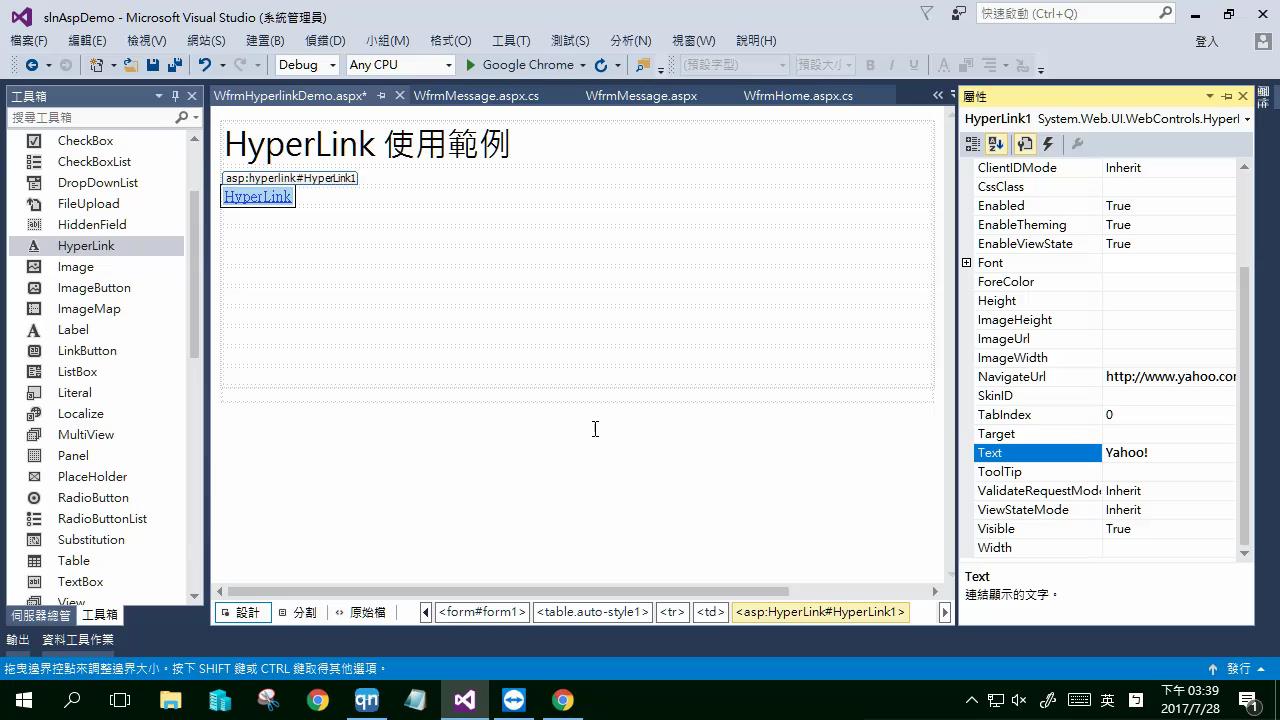 slnAspDemo - Microsoft Visual Studio (系統管理員)
快速啟動 (Ctrl+Q)
檔案(F) 編輯(E) 檢視(V) 網站(S) 建置(B) 偵錯(D) 小組(M) 格式(O) 工具(T) 測試(S) 分析(N) 視窗(W) 說明(H) 登入
Debug Any CPU Google Chrome (預設字型) (預設大小) B I U A
工具箱
搜尋工具箱
CheckBox
CheckBoxList
DropDownList
FileUpload
HiddenField
HyperLink
Image
ImageButton
ImageMap
Label
LinkButton
ListBox
Literal
Localize
MultiView
Panel
PlaceHolder
RadioButton
RadioButtonList
Substitution
Table
TextBox
View
伺服器總管 工具箱
WfrmHyperlinkDemo.aspx* WfrmMessage.aspx.cs WfrmMessage.aspx WfrmHome.aspx.cs
HyperLink 使用範例
asp:hyperlink#HyperLink1
HyperLink
設計 分割 原始檔 <form#form1> <table.auto-style1> <tr> <td> <asp:HyperLink#HyperLink1>
屬性
HyperLink1 System.Web.UI.WebControls.Hyperl
ClientIDMode Inherit
CssClass
Enabled True
EnableTheming True
EnableViewState True
Font
ForeColor
Height
ImageHeight
ImageUrl
ImageWidth
NavigateUrl http://www.yahoo.com
SkinID
TabIndex 0
Target
Text Yahoo!
ToolTip
ValidateRequestMode Inherit
ViewStateMode Inherit
Visible True
Width
Text
連結顯示的文字。
輸出 資料工具作業
拖曳邊界控點來調整邊界大小。按下 SHIFT 鍵或 CTRL 鍵取得其他選項。 發行
qn
英
下午 03:39
2017/7/28
1